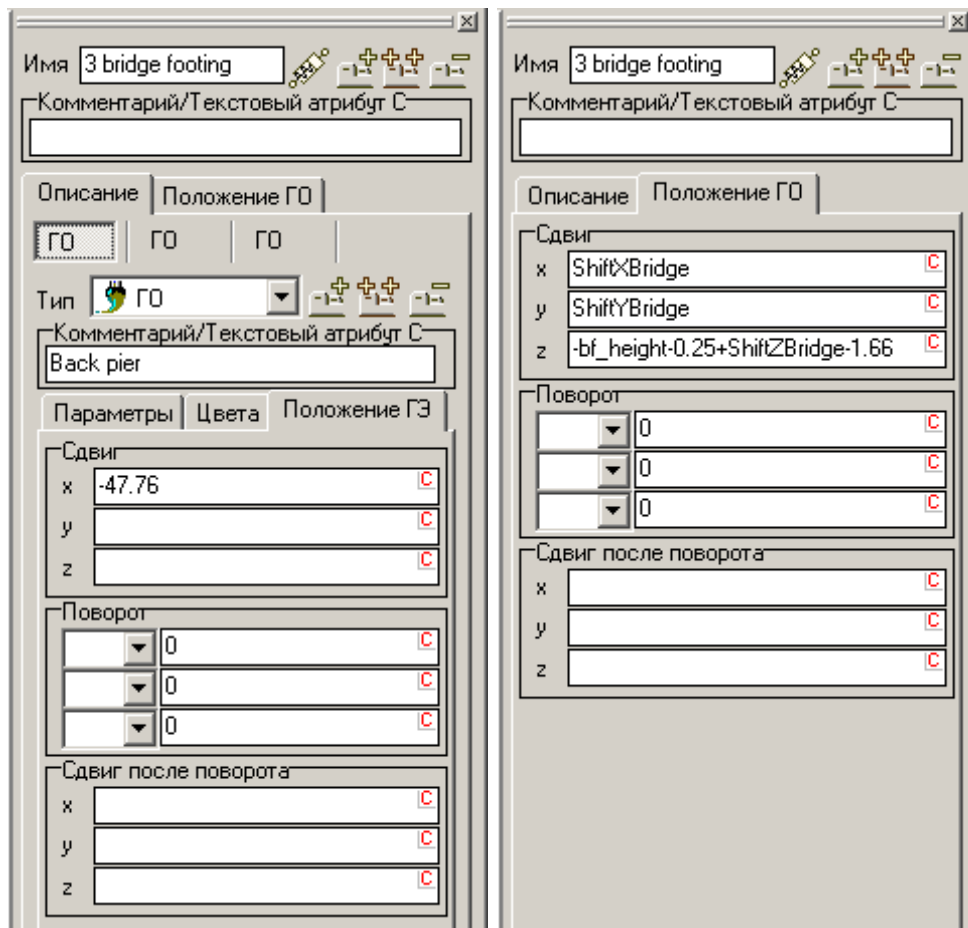 Имя 3 bridge footing
Комментарий/Текстовый атрибут С
Описание Положение ГО
ГО ГО ГО
Тип ГО
Комментарий/Текстовый атрибут С
Back pier
Параметры Цвета Положение ГЭ
Сдвиг
x -47.76 C
y C
z C
Поворот
0 C
0 C
0 C
Сдвиг после поворота
x C
y C
z C
Имя 3 bridge footing
Комментарий/Текстовый атрибут С
Описание Положение ГО
Сдвиг
x ShiftXBridge C
y ShiftYBridge C
z -bf_height-0.25+ShiftZBridge-1.66 C
Поворот
0 C
0 C
0 C
Сдвиг после поворота
x C
y C
z C